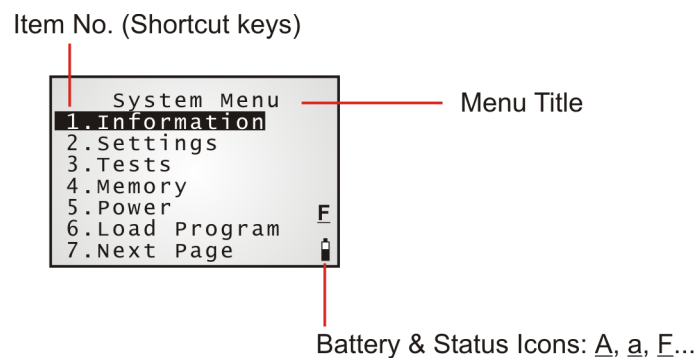 Item No. (Shortcut keys)
System Menu
Menu Title
1.Information
2.Settings
3.Tests
4.Memory
5.Power
F
6.Load Program
7.Next Page
Battery & Status Icons: A, a, F...